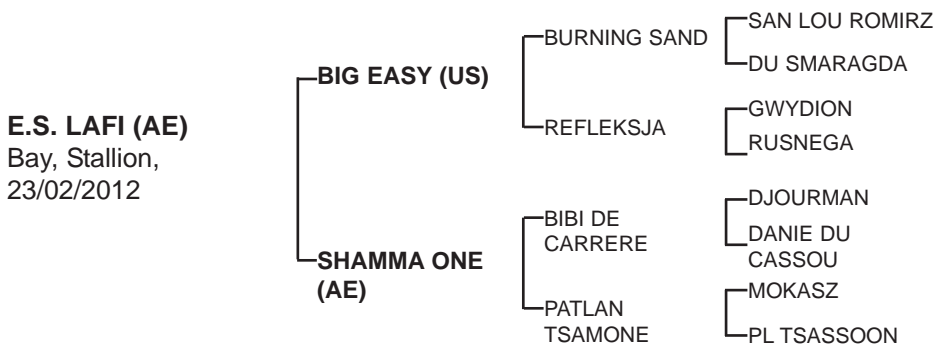 E.S. LAFI (AE)
Bay, Stallion,
23/02/2012
BIG EASY (US)
SHAMMA ONE
(AE)
BURNING SAND
REFLEKSJA
BIBI DE
CARRERE
PATLAN
TSAMONE
SAN LOU ROMIRZ
DU SMARAGDA
GWYDION
RUSNEGA
DJOURMAN
DANIE DU
CASSOU
MOKASZ
PL TSASSOON